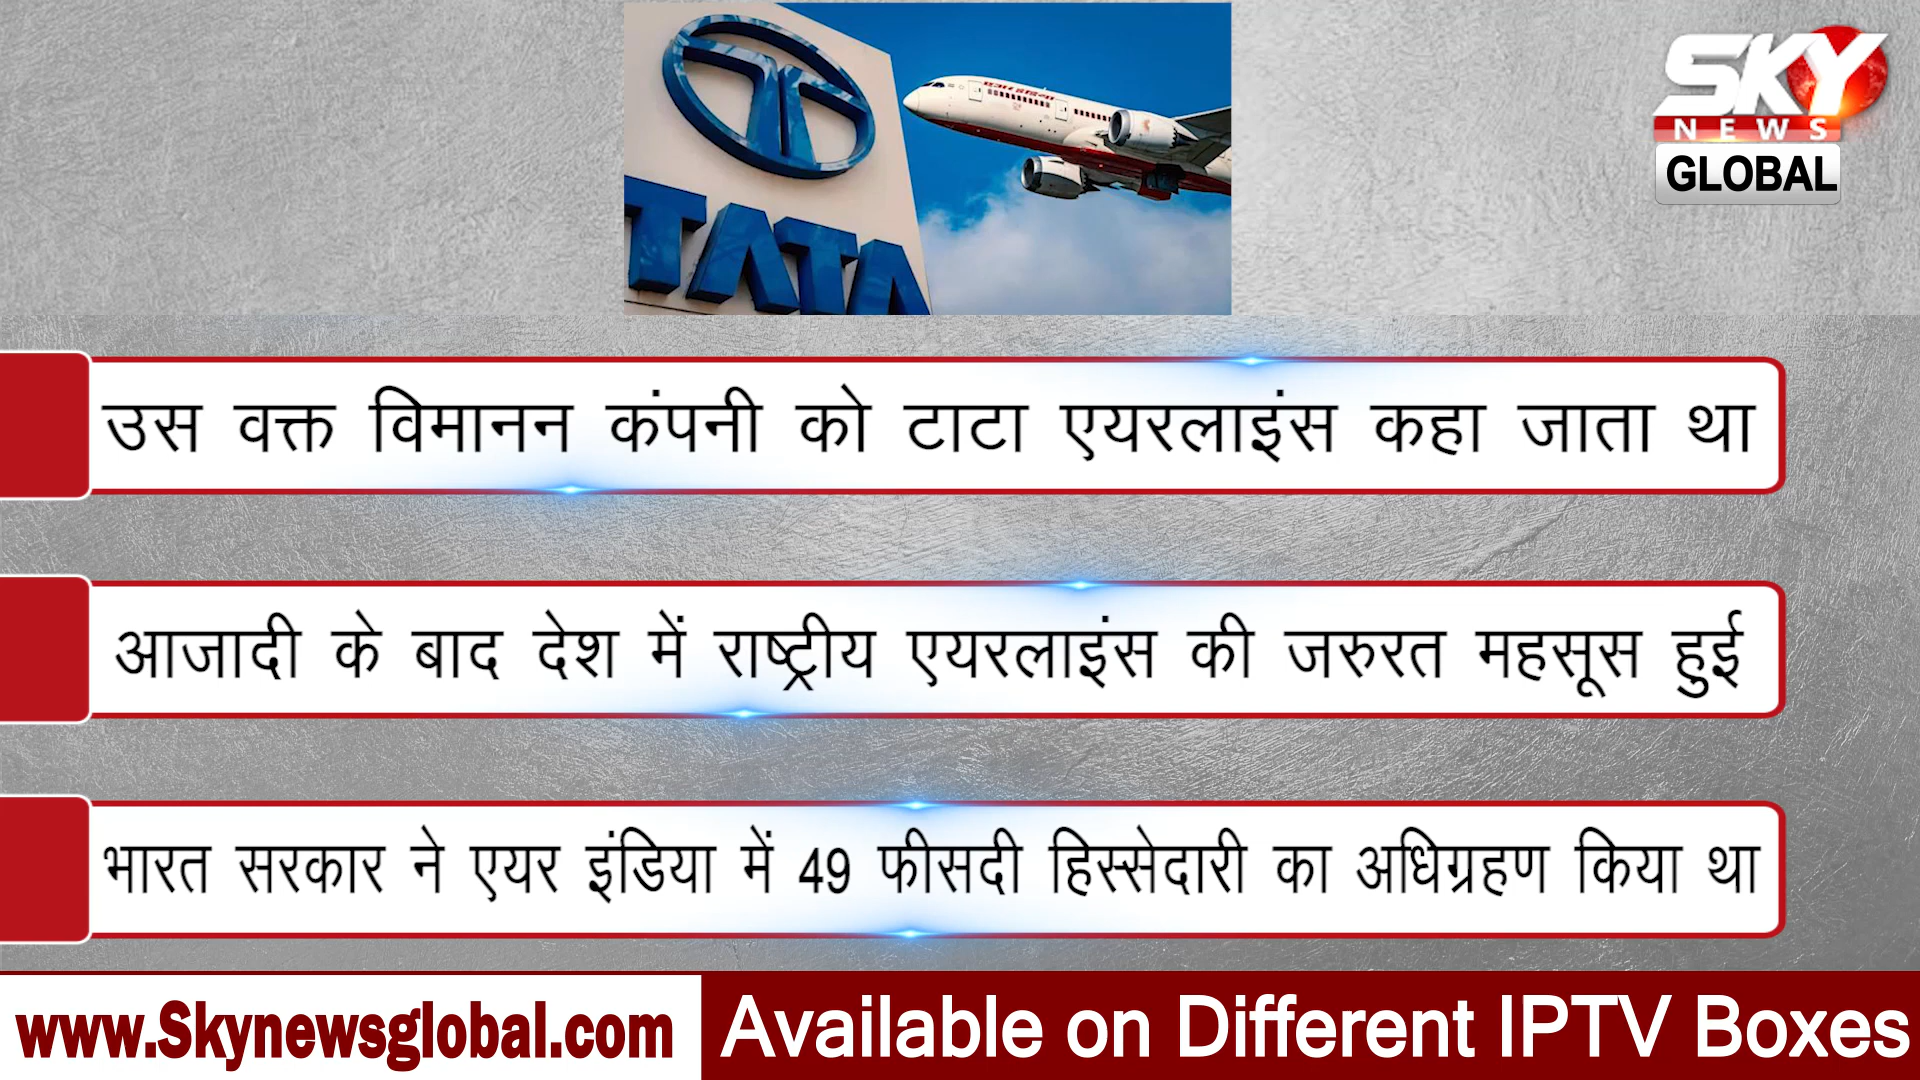 TATA
एअर इंडिया
SKY
NEWS
GLOBAL
उस वक्त विमानन कंपनी को टाटा एयरलाइंस कहा जाता था
आजादी के बाद देश में राष्ट्रीय एयरलाइंस की जरुरत महसूस हुई
भारत सरकार ने एयर इंडिया में 49 फीसदी हिस्सेदारी का अधिग्रहण किया था
www.Skynewsglobal.com
Available on Different IPTV Boxes